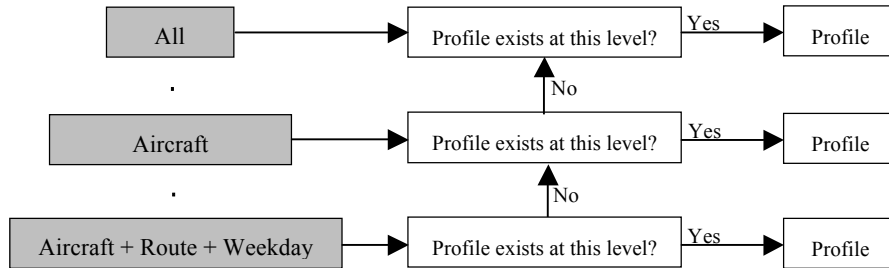 All
Profile exists at this level?
Yes
Profile
No
Aircraft
Profile exists at this level?
Yes
Profile
No
Aircraft + Route + Weekday
Profile exists at this level?
Yes
Profile